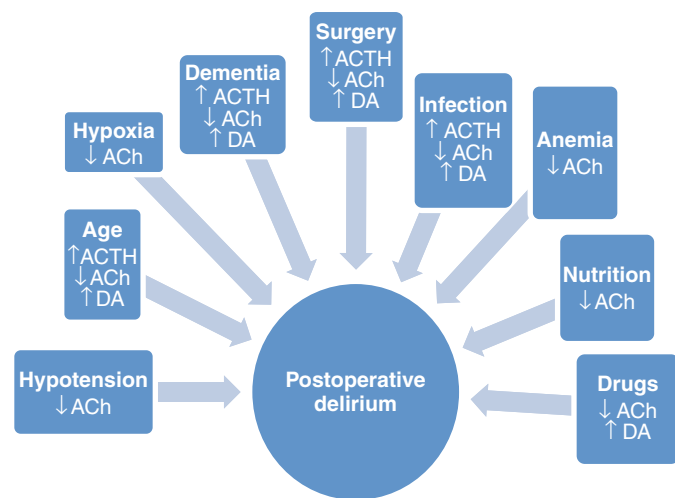 Surgery
↑ACTH
↓ACh
↑DA
Dementia
↑ACTH
↓ACh
↑DA
Infection
↑ACTH
↓ACh
↑DA
Hypoxia
↓ACh
Anemia
↓ACh
Age
↑ACTH
↓ACh
↑DA
Nutrition
↓ACh
Hypotension
↓ACh
Postoperative
delirium
Drugs
↓ACh
↑DA